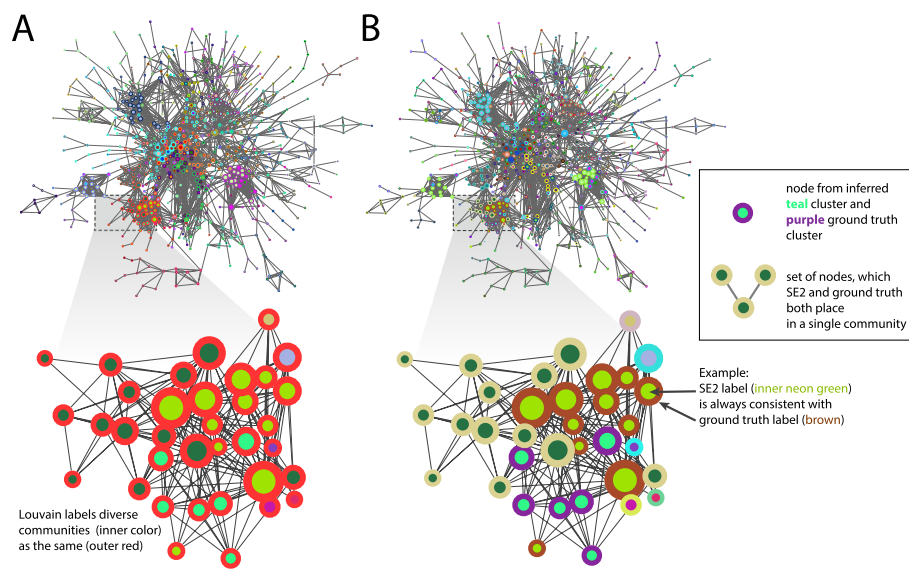 A
B
node from inferred
teal cluster and
purple ground truth
cluster
set of nodes, which
SE2 and ground truth
both place
in a single community
Example:
SE2 label (inner neon green)
is always consistent with
ground truth label (brown)
Louvain labels diverse
communities (inner color)
as the same (outer red)